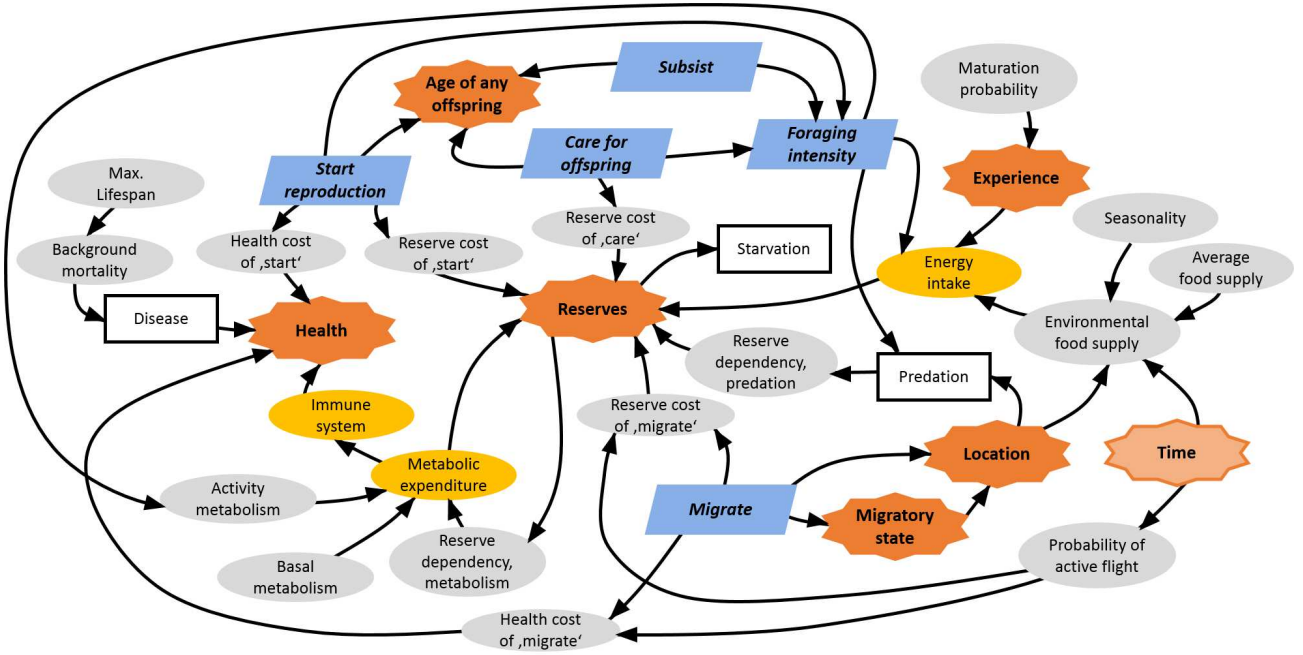 Subsist
Age of any
offspring
Maturation
probability
Care for
offspring
Foraging
intensity
Start
reproduction
Max.
Lifespan
Experience
Seasonality
Background
mortality
Health cost
of ‚start‘
Reserve cost
of ‚start‘
Reserve cost
of ‚care‘
Starvation
Energy
intake
Average
food supply
Disease
Health
Reserves
Environmental
food supply
Reserve
dependency,
predation
Predation
Immune
system
Reserve cost
of ‚migrate‘
Location
Time
Metabolic
expenditure
Activity
metabolism
Migrate
Migratory
state
Basal
metabolism
Reserve
dependency,
metabolism
Probability of
active flight
Health cost
of ‚migrate‘